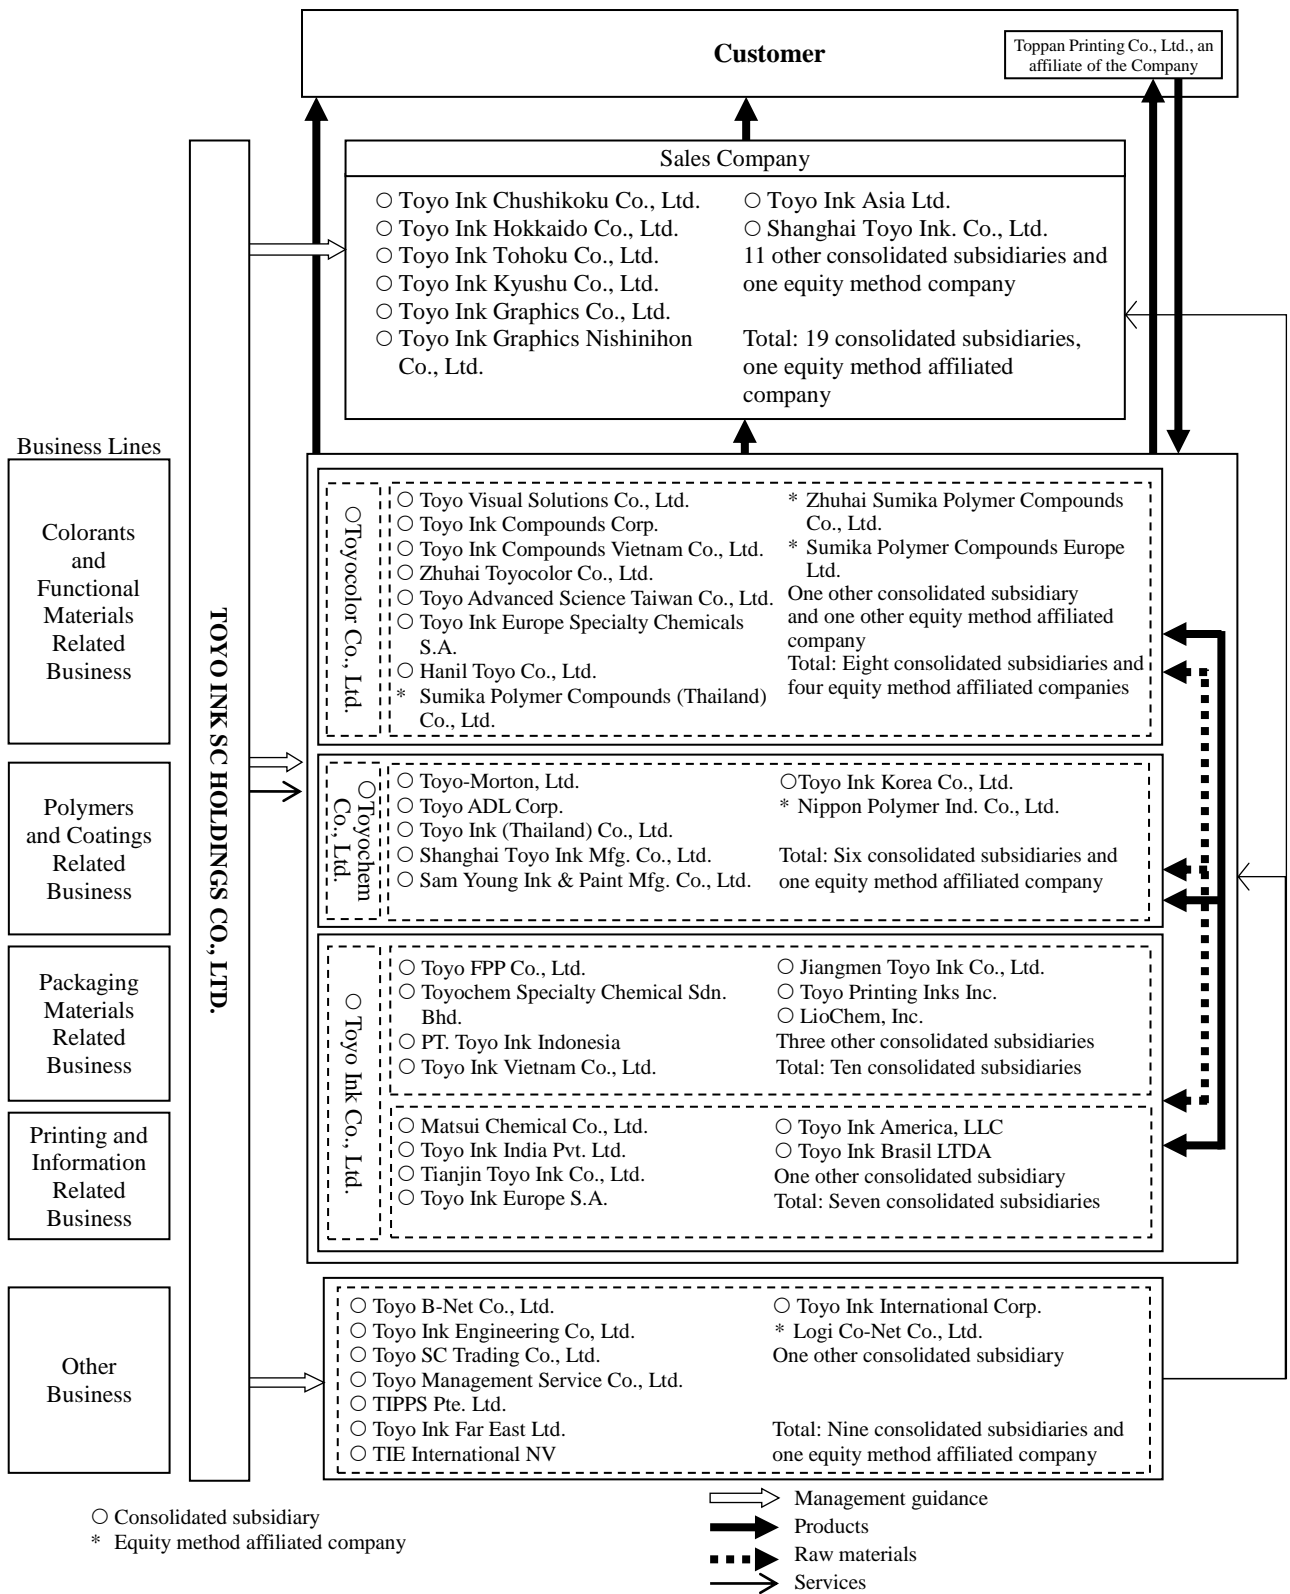 Customer
Toppan Printing Co., Ltd., an
affiliate of the Company
Sales Company
○ Toyo Ink Chushikoku Co., Ltd.
○ Toyo Ink Hokkaido Co., Ltd.
○ Toyo Ink Tohoku Co., Ltd.
○ Toyo Ink Kyushu Co., Ltd.
○ Toyo Ink Graphics Co., Ltd.
○ Toyo Ink Graphics Nishinihon
Co., Ltd.
○ Toyo Ink Asia Ltd.
○ Shanghai Toyo Ink. Co., Ltd.
11 other consolidated subsidiaries and
one equity method company
Total: 19 consolidated subsidiaries,
one equity method affiliated
company
Business Lines
Colorants
and
Functional
Materials
Related
Business
Polymers
and Coatings
Related
Business
Packaging
Materials
Related
Business
Printing and
Information
Related
Business
Other
Business
TOYO INK SC HOLDINGS CO., LTD.
○Toyocolor Co., Ltd.
○ Toyo Visual Solutions Co., Ltd.
○ Toyo Ink Compounds Corp.
○ Toyo Ink Compounds Vietnam Co., Ltd.
○ Zhuhai Toyocolor Co., Ltd.
○ Toyo Advanced Science Taiwan Co., Ltd.
○ Toyo Ink Europe Specialty Chemicals
S.A.
○ Hanil Toyo Co., Ltd.
* Sumika Polymer Compounds (Thailand)
Co., Ltd.
* Zhuhai Sumika Polymer Compounds
Co., Ltd.
* Sumika Polymer Compounds Europe
Ltd.
One other consolidated subsidiary
and one other equity method affiliated
company
Total: Eight consolidated subsidiaries and
four equity method affiliated companies
○Toyochem
Co., Ltd.
○ Toyo-Morton, Ltd.
○ Toyo ADL Corp.
○ Toyo Ink (Thailand) Co., Ltd.
○ Shanghai Toyo Ink Mfg. Co., Ltd.
○ Sam Young Ink & Paint Mfg. Co., Ltd.
○Toyo Ink Korea Co., Ltd.
* Nippon Polymer Ind. Co., Ltd.
Total: Six consolidated subsidiaries and
one equity method affiliated company
○ Toyo Ink Co., Ltd.
○ Toyo FPP Co., Ltd.
○ Toyochem Specialty Chemical Sdn.
Bhd.
○ PT. Toyo Ink Indonesia
○ Toyo Ink Vietnam Co., Ltd.
○ Jiangmen Toyo Ink Co., Ltd.
○ Toyo Printing Inks Inc.
○ LioChem, Inc.
Three other consolidated subsidiaries
Total: Ten consolidated subsidiaries
○ Matsui Chemical Co., Ltd.
○ Toyo Ink India Pvt. Ltd.
○ Tianjin Toyo Ink Co., Ltd.
○ Toyo Ink Europe S.A.
○ Toyo Ink America, LLC
○ Toyo Ink Brasil LTDA
One other consolidated subsidiary
Total: Seven consolidated subsidiaries
○ Toyo B-Net Co., Ltd.
○ Toyo Ink Engineering Co, Ltd.
○ Toyo SC Trading Co., Ltd.
○ Toyo Management Service Co., Ltd.
○ TIPPS Pte. Ltd.
○ Toyo Ink Far East Ltd.
○ TIE International NV
○ Toyo Ink International Corp.
* Logi Co-Net Co., Ltd.
One other consolidated subsidiary
Total: Nine consolidated subsidiaries and
one equity method affiliated company
○ Consolidated subsidiary
* Equity method affiliated company
Management guidance
Products
Raw materials
Services